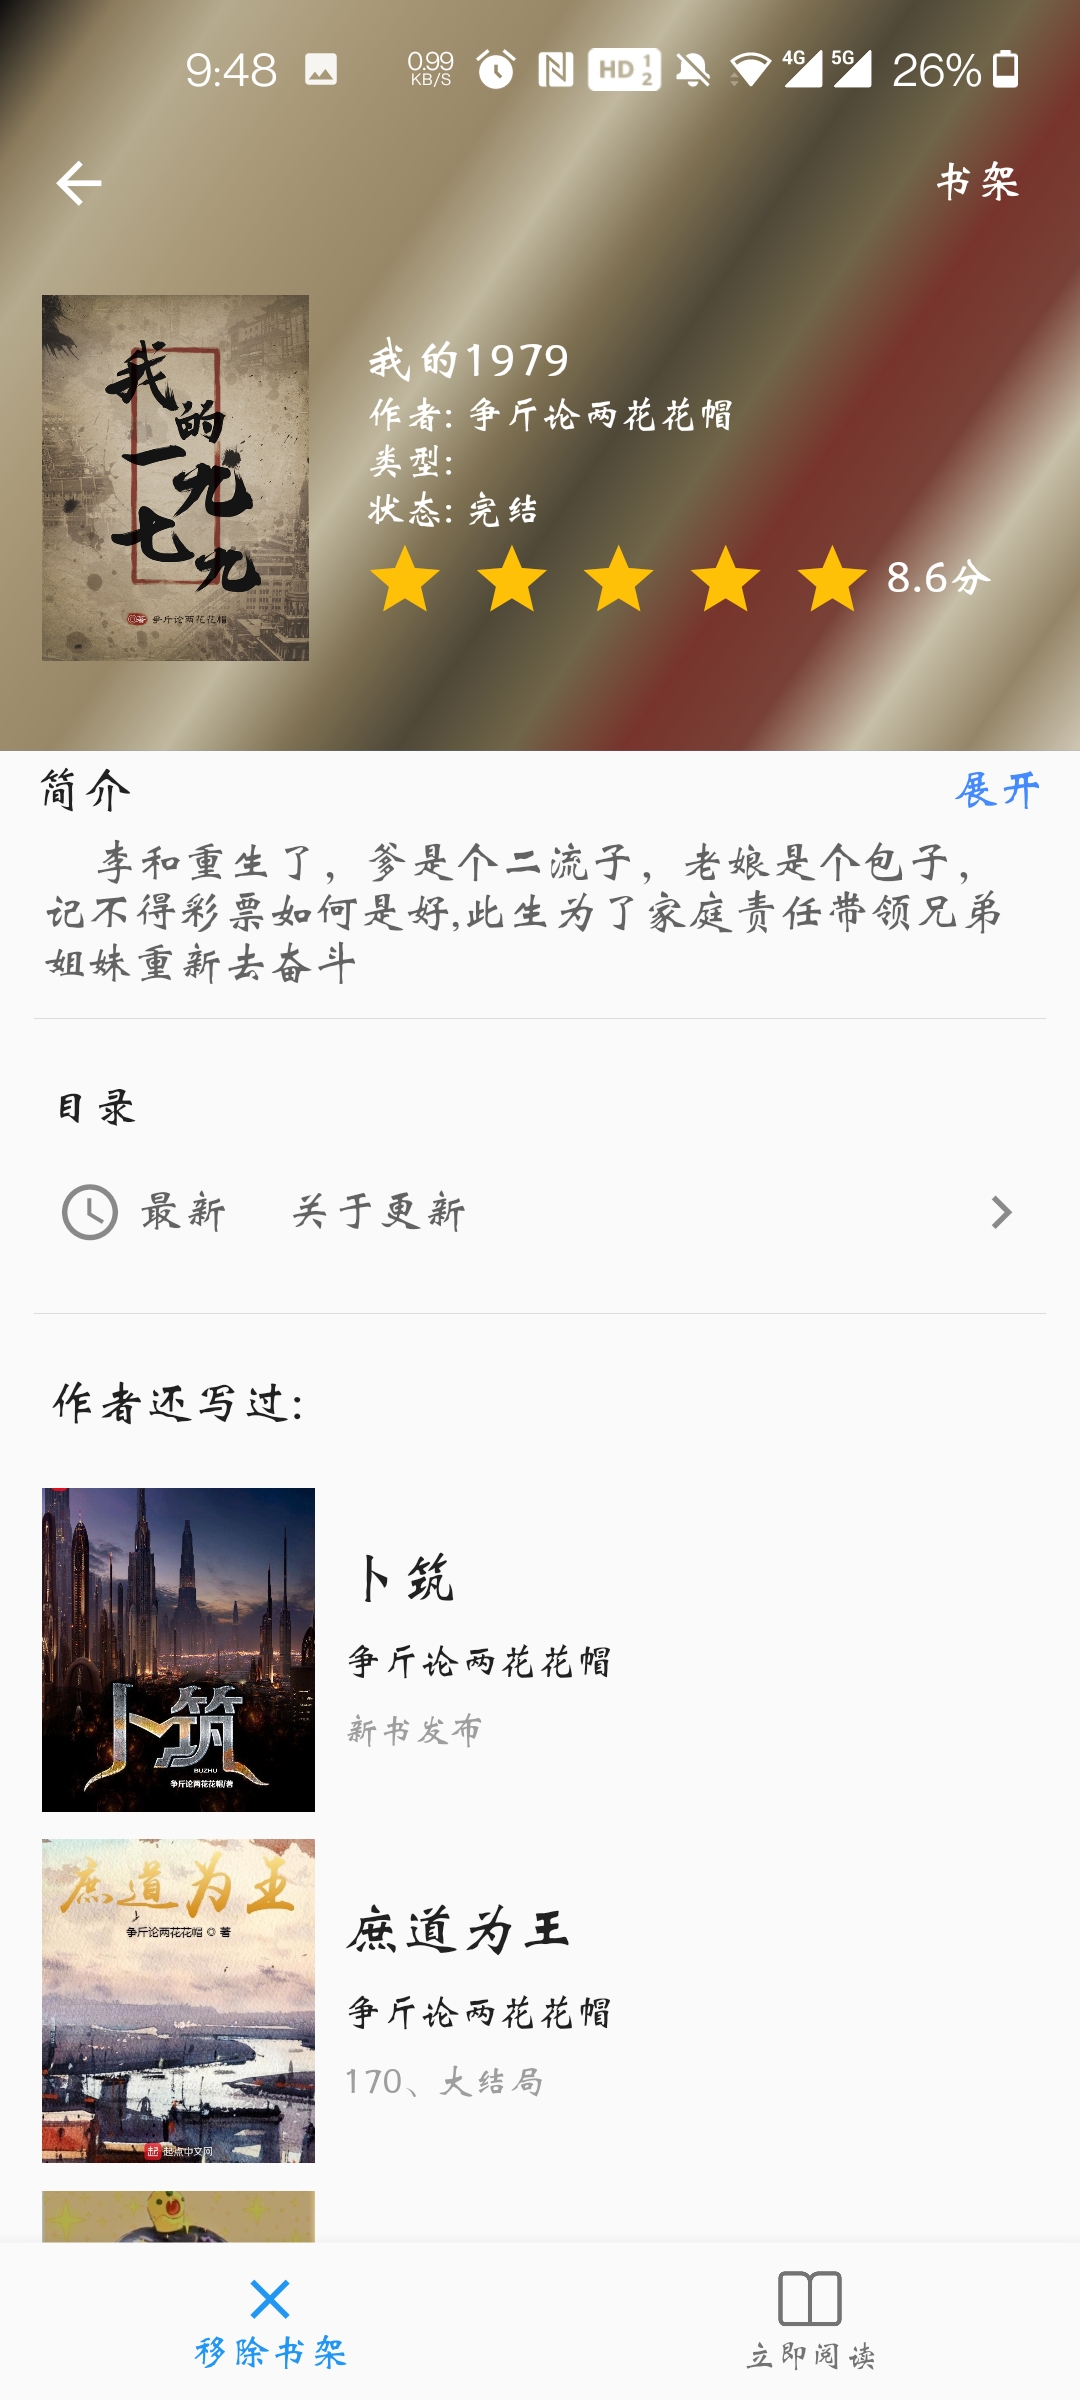 9:48
0.99
KB/S
HD 1 2
4G
5G
26%
书架
我的一九七九
争斤论两花花帽
我的1979
作者: 争斤论两花花帽
类型:
状态: 完结
8.6分
简介
展开
李和重生了，爹是个二流子，老娘是个包子，
记不得彩票如何是好,此生为了家庭责任带领兄弟
姐妹重新去奋斗
目录
最新 关于更新
作者还写过:
卜筑
BUZHU
争斤论两花花帽/著
卜筑
争斤论两花花帽
新书发布
庶道为王
争斤论两花花帽 ◎ 著
起点中文网
庶道为王
争斤论两花花帽
170、大结局
移除书架
立即阅读